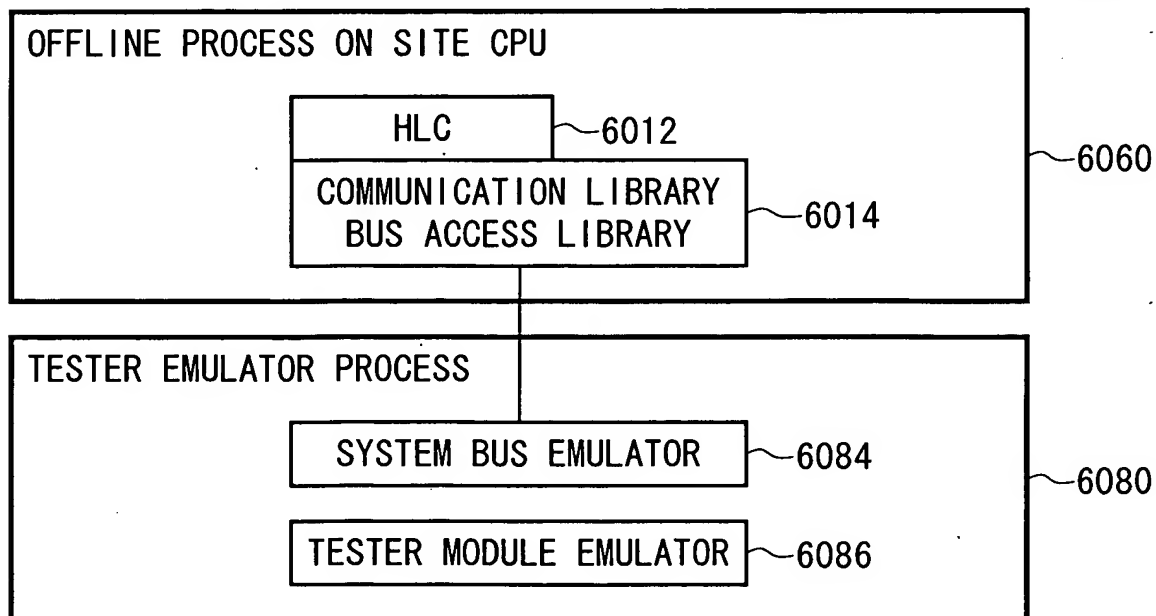 OFFLINE PROCESS ON SITE CPU
HLC
6012
6060
COMMUNICATION LIBRARY
BUS ACCESS LIBRARY
6014
TESTER EMULATOR PROCESS
SYSTEM BUS EMULATOR
6084
6080
TESTER MODULE EMULATOR
6086